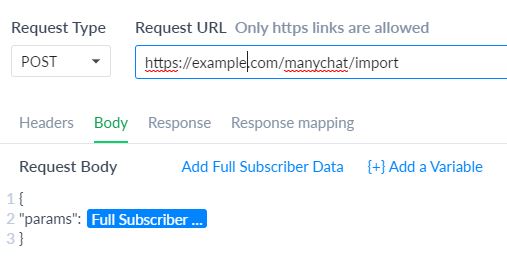 Request Type
Request URL Only https links are allowed
POST
https://example.com/manychat/import
Headers Body Response Response mapping
Request Body Add Full Subscriber Data {+} Add a Variable
1 {
2 "params": Full Subscriber ...
3 }